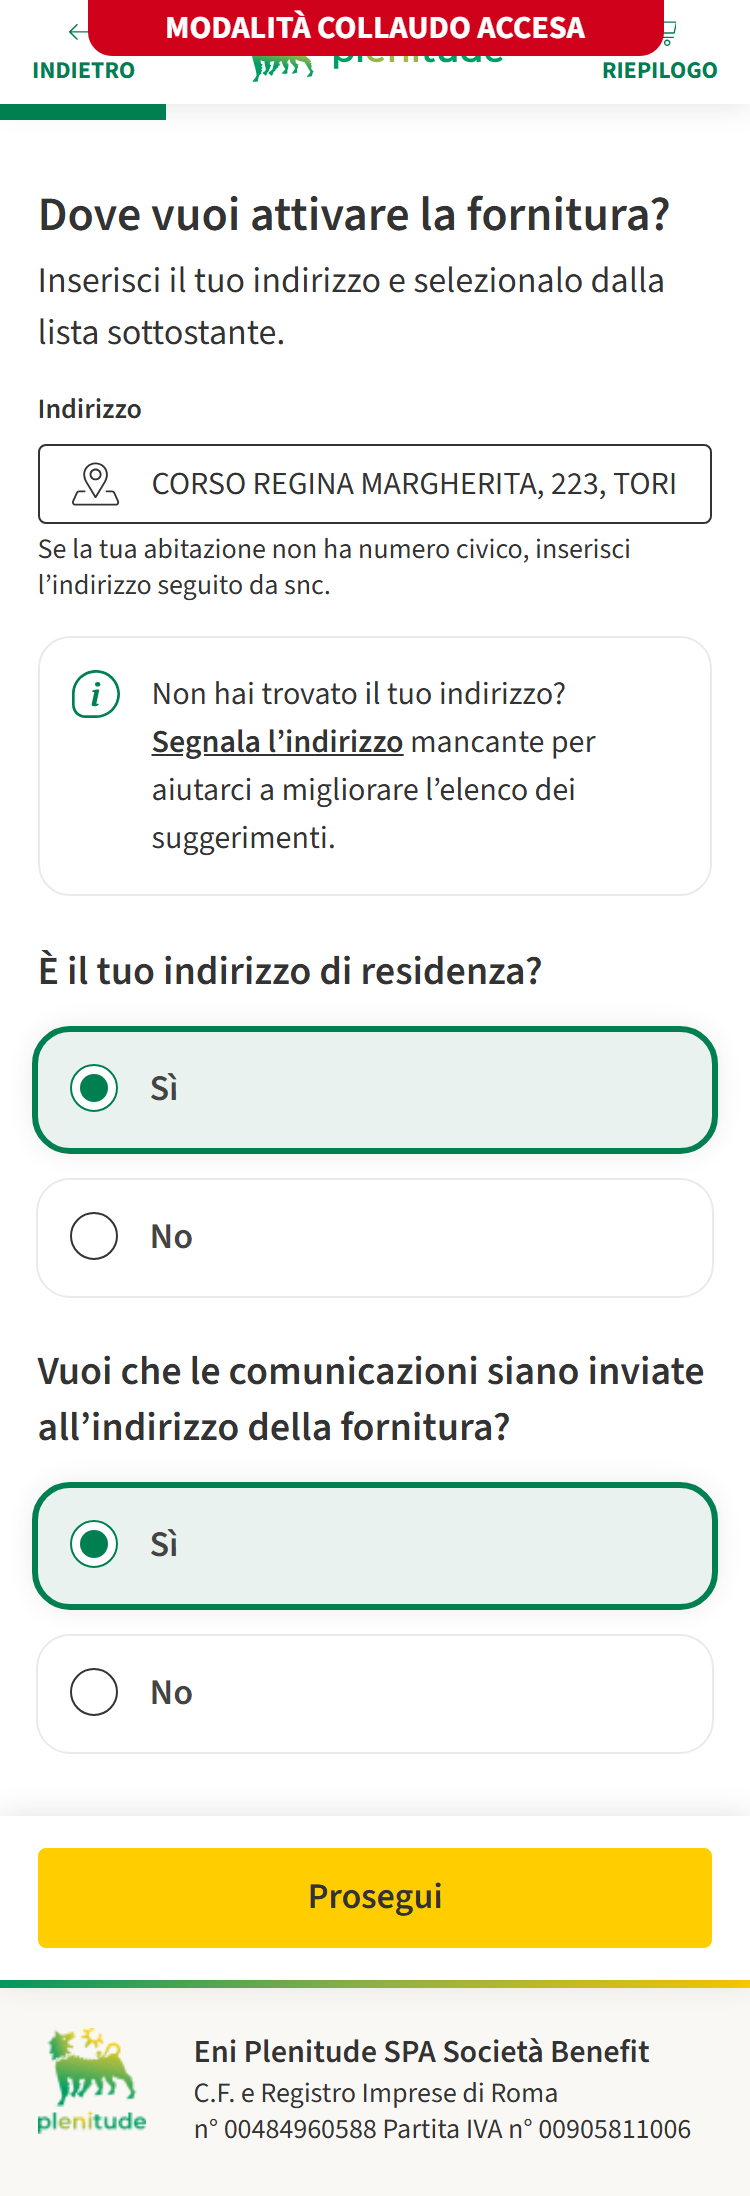 MODALITÀ COLLAUDO ACCESA
INDIETRO
plenitude
RIEPILOGO
Dove vuoi attivare la fornitura?
Inserisci il tuo indirizzo e selezionalo dalla
lista sottostante.
Indirizzo
CORSO REGINA MARGHERITA, 223, TORI
Se la tua abitazione non ha numero civico, inserisci
l’indirizzo seguito da snc.
Non hai trovato il tuo indirizzo?
Segnala l’indirizzo mancante per
aiutarci a migliorare l’elenco dei
suggerimenti.
È il tuo indirizzo di residenza?
Sì
No
Vuoi che le comunicazioni siano inviate
all’indirizzo della fornitura?
Sì
No
Prosegui
plenitude
Eni Plenitude SPA Società Benefit
C.F. e Registro Imprese di Roma
n° 00484960588 Partita IVA n° 00905811006